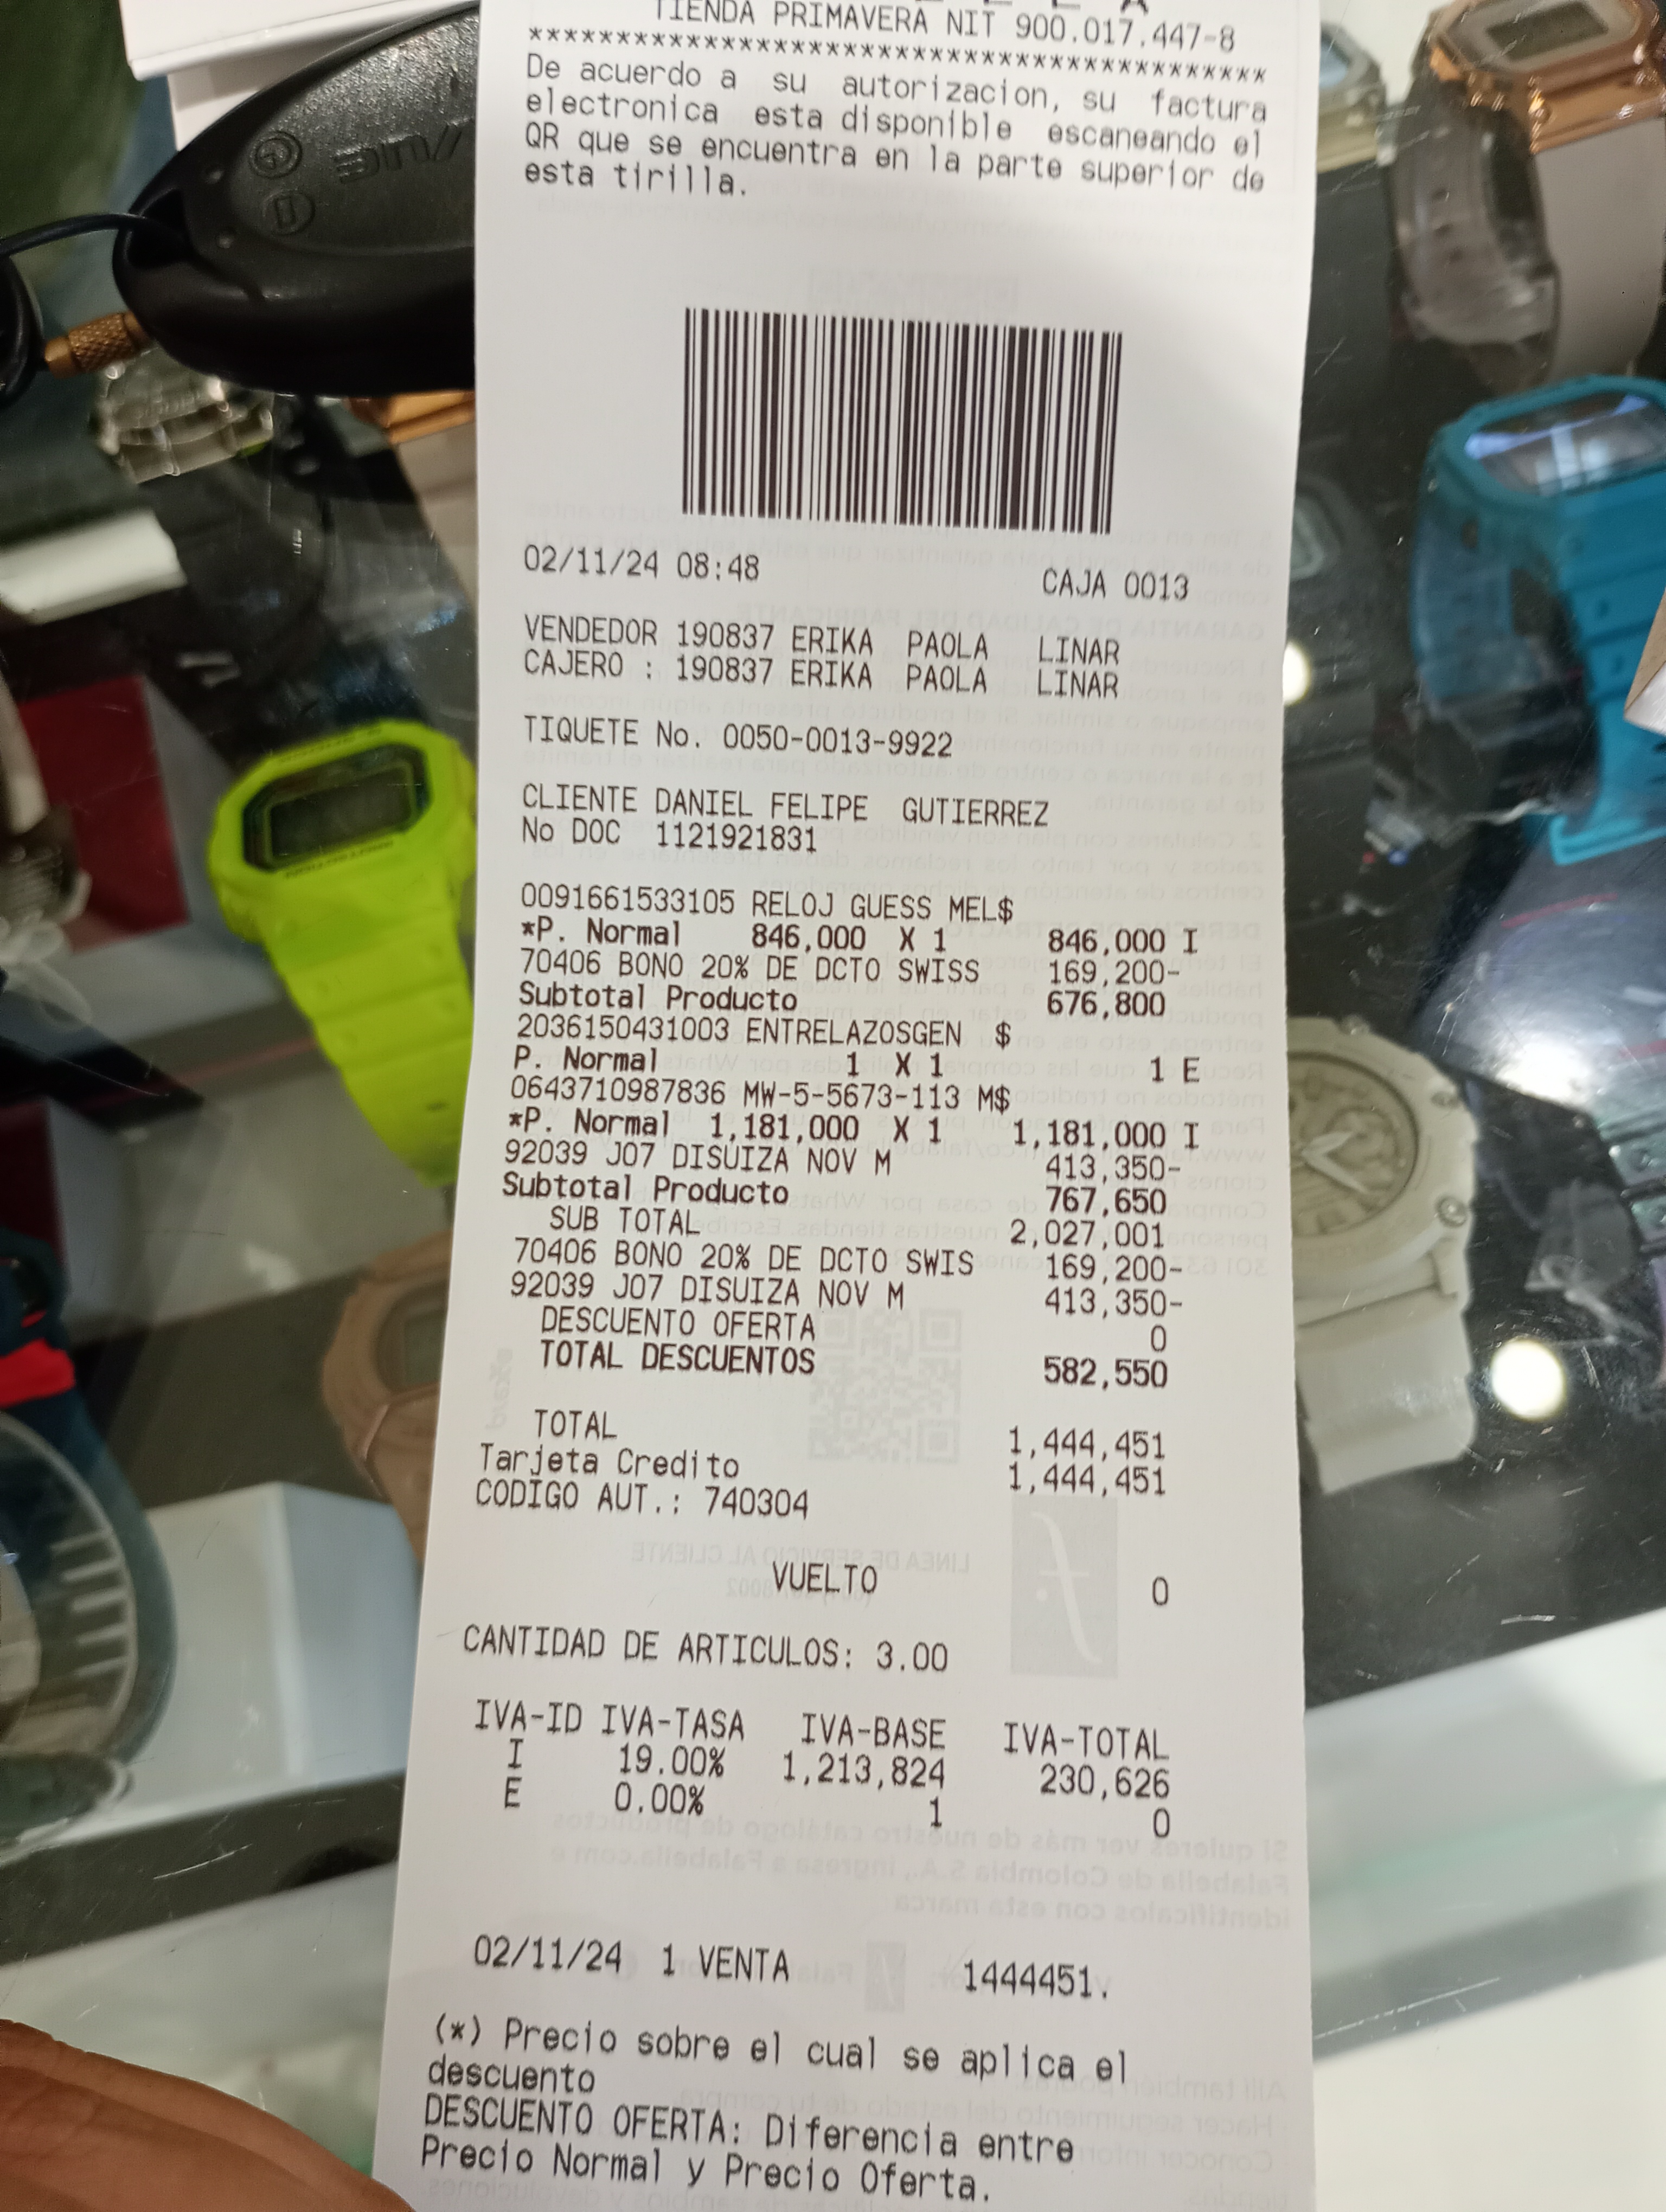 TIENDA PRIMAVERA NIT 900.017.447-8
******************************************
De acuerdo a su autorizacion, su factura
electronica esta disponible escaneando el
QR que se encuentra en la parte superior de
esta tirilla.
02/11/24 08:48 CAJA 0013
VENDEDOR 190837 ERIKA PAOLA LINAR
CAJERO : 190837 ERIKA PAOLA LINAR
TIQUETE No. 0050-0013-9922
CLIENTE DANIEL FELIPE GUTIERREZ
No DOC 1121921831
0091661533105 RELOJ GUESS MEL$
*P. Normal 846,000 X 1 846,000 I
70406 BONO 20% DE DCTO SWISS 169,200-
Subtotal Producto 676,800
2036150431003 ENTRELAZOSGEN $
P. Normal 1 X 1 1 E
0643710987836 MW-5-5673-113 M$
*P. Normal 1,181,000 X 1 1,181,000 I
92039 J07 DISUIZA NOV M 413,350-
Subtotal Producto 767,650
SUB TOTAL 2,027,001
70406 BONO 20% DE DCTO SWIS 169,200-
92039 J07 DISUIZA NOV M 413,350-
DESCUENTO OFERTA 0
TOTAL DESCUENTOS 582,550
TOTAL 1,444,451
Tarjeta Credito 1,444,451
CODIGO AUT.: 740304
VUELTO 0
CANTIDAD DE ARTICULOS: 3.00
IVA-ID IVA-TASA IVA-BASE IVA-TOTAL
I 19.00% 1,213,824 230,626
E 0.00% 1 0
02/11/24 1 VENTA 1444451.
(*) Precio sobre el cual se aplica el
descuento
DESCUENTO OFERTA: Diferencia entre
Precio Normal y Precio Oferta.